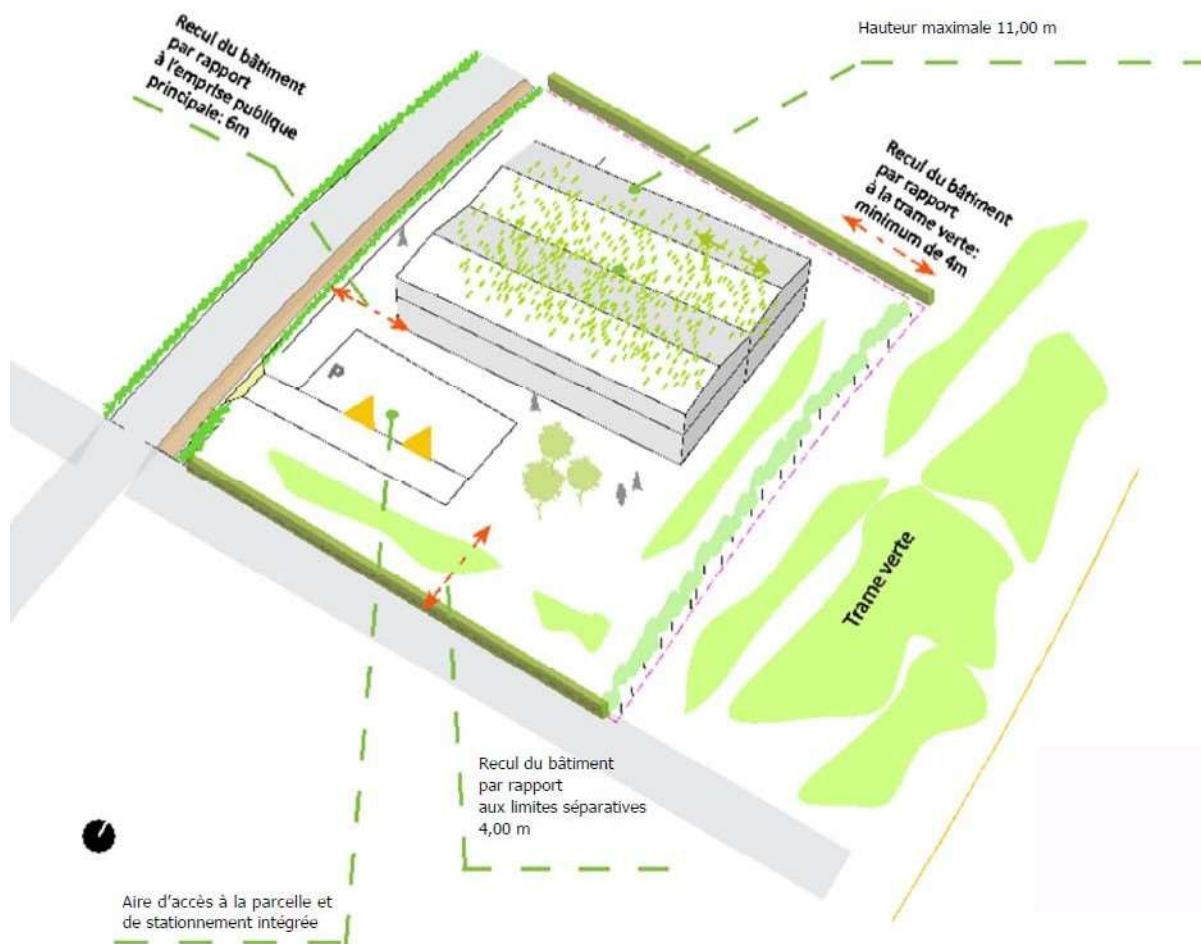 Hauteur maximale 11,00 m
Recul du bâtiment
par rapport
à l'emprise publique
principale: 6m
Recul du bâtiment
par rapport
à la trame verte:
minimum de 4m
P
Trame verte
Recul du bâtiment
par rapport
aux limites séparatives
4,00 m
Aire d'accès à la parcelle et
de stationnement intégrée